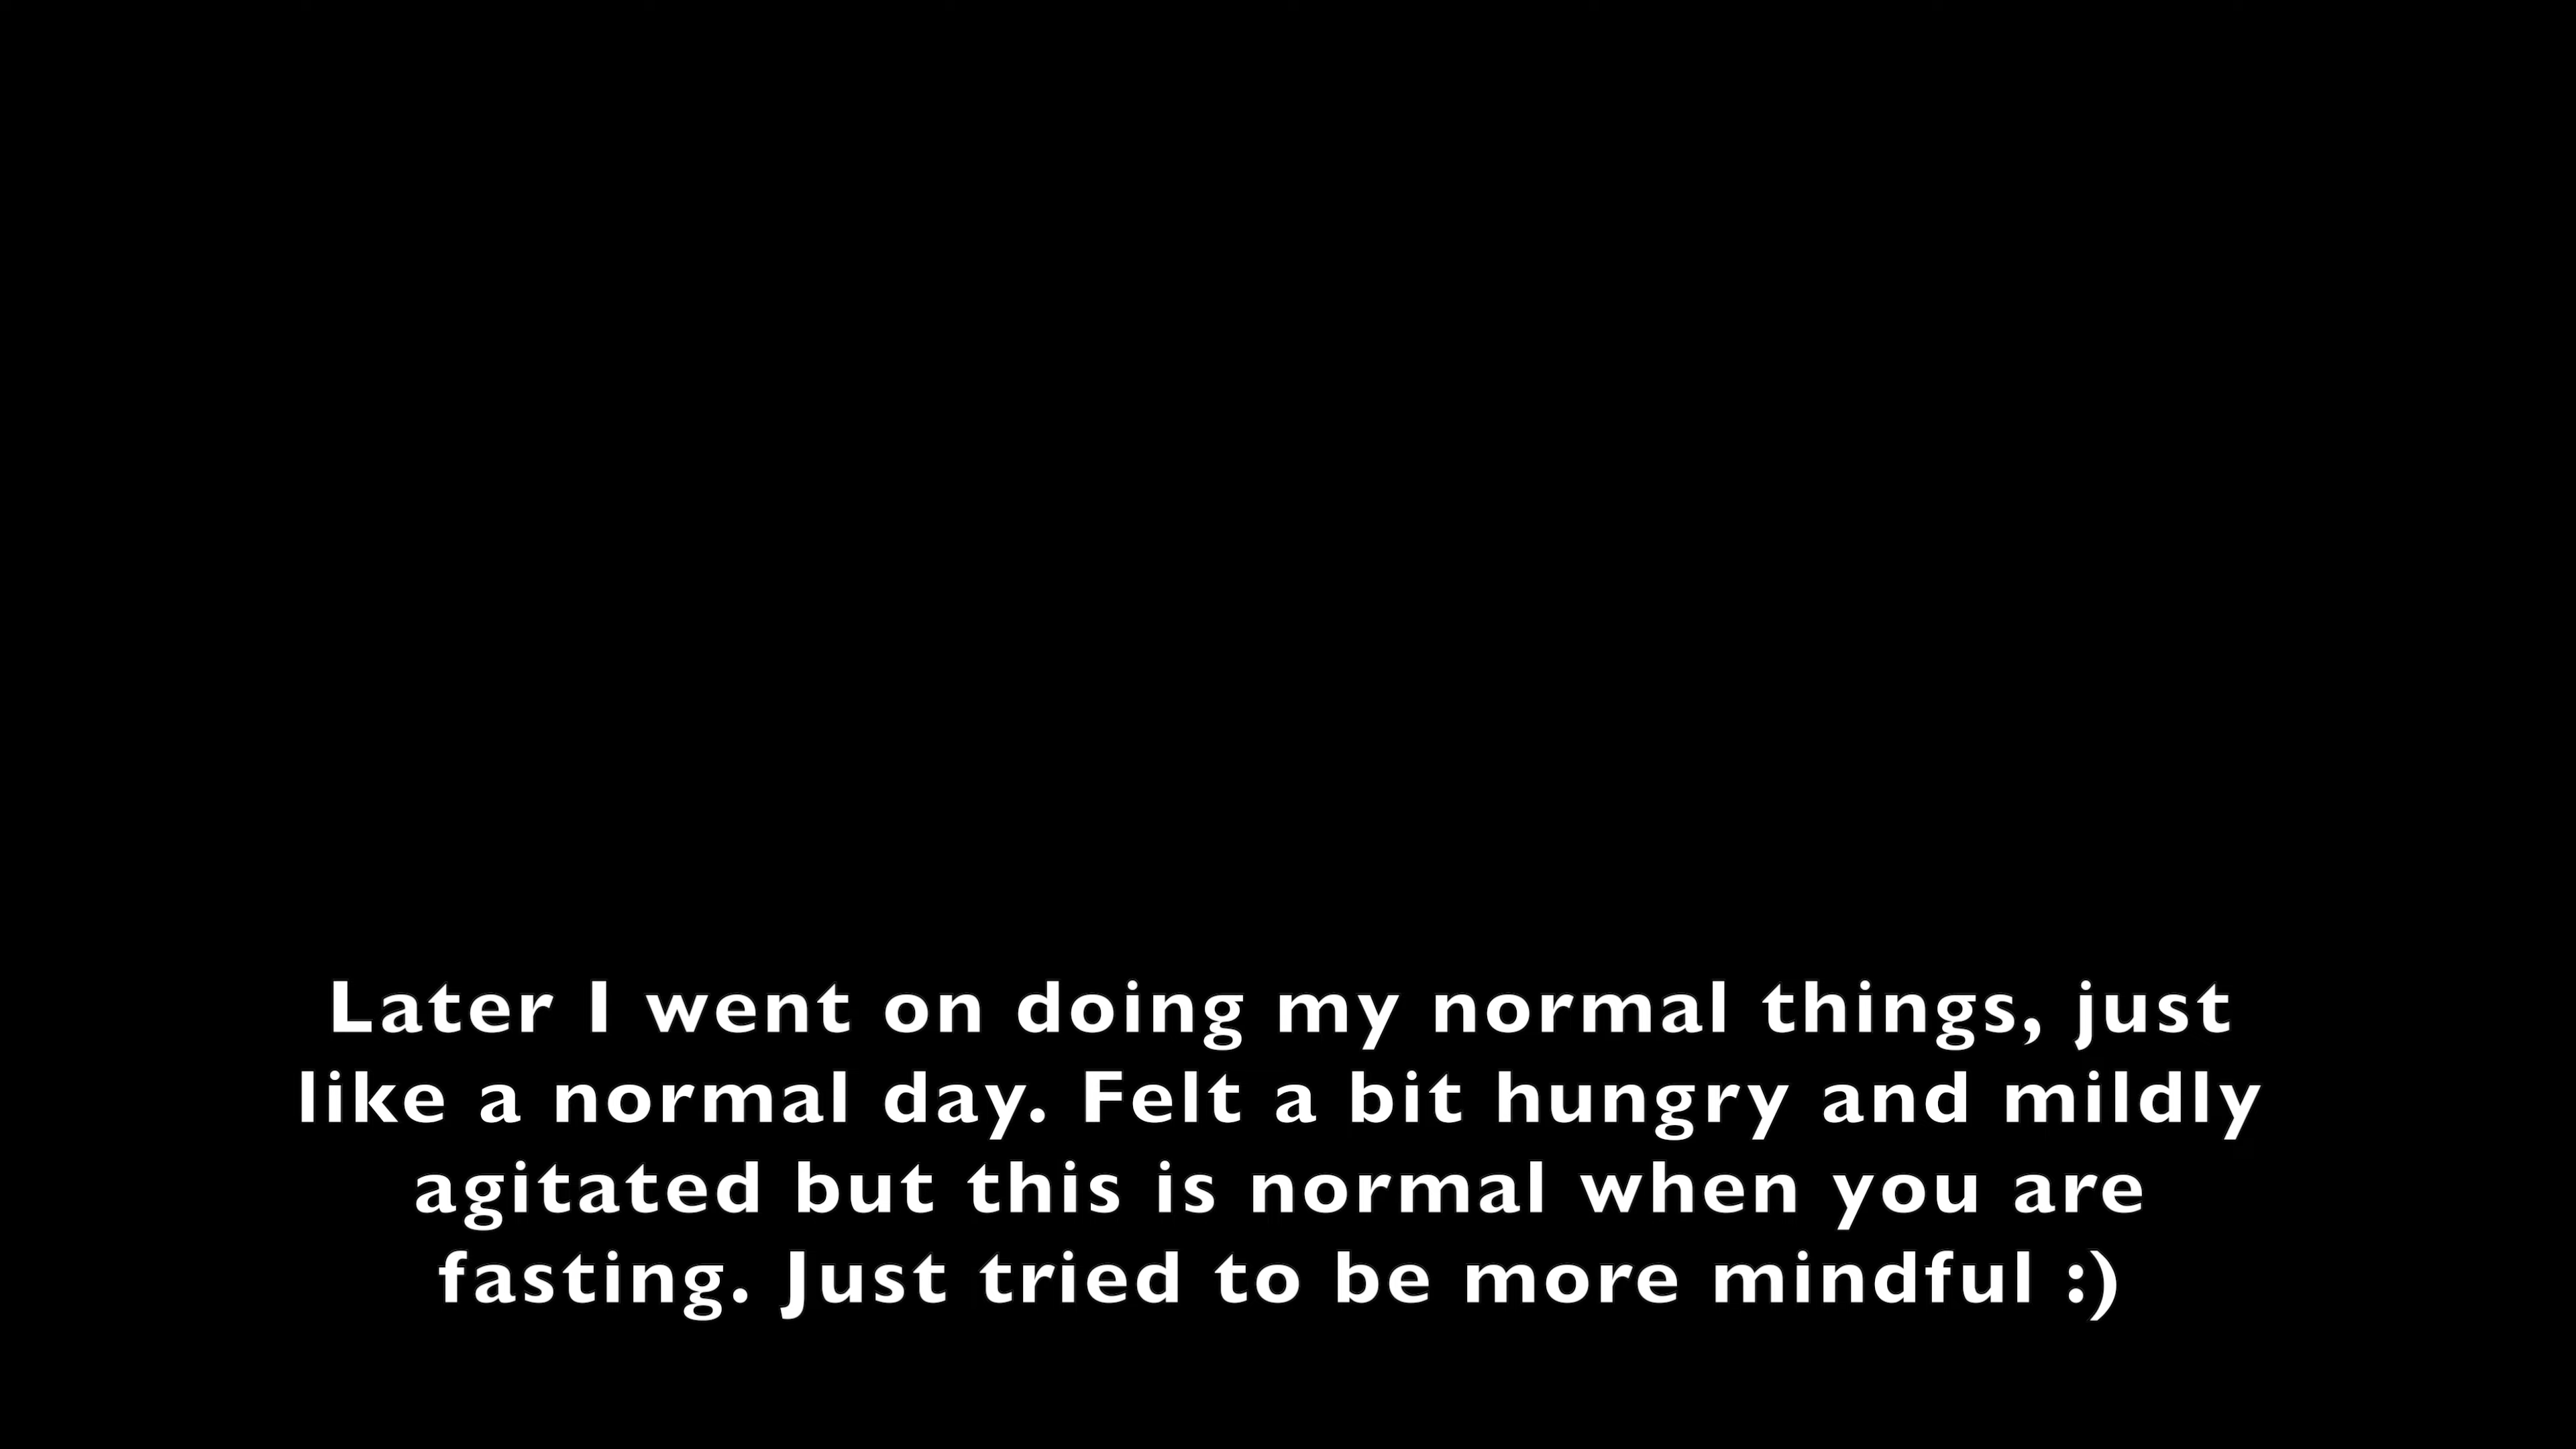 Later I went on doing my normal things, just
like a normal day. Felt a bit hungry and mildly
agitated but this is normal when you are
fasting. Just tried to be more mindful :)